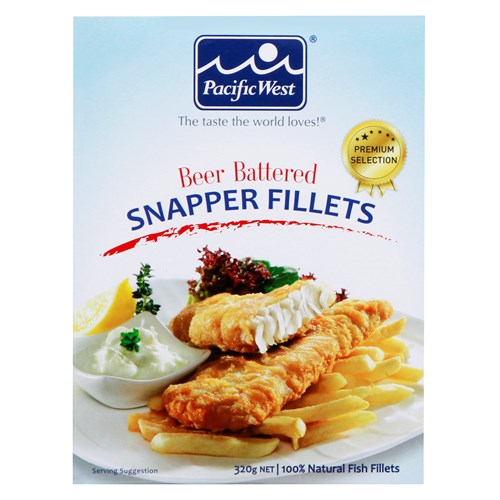 ®
Pacific West
The taste the world loves!®
PREMIUM
SELECTION
Beer Battered
SNAPPER FILLETS
Serving Suggestion
320g NET | 100% Natural Fish Fillets